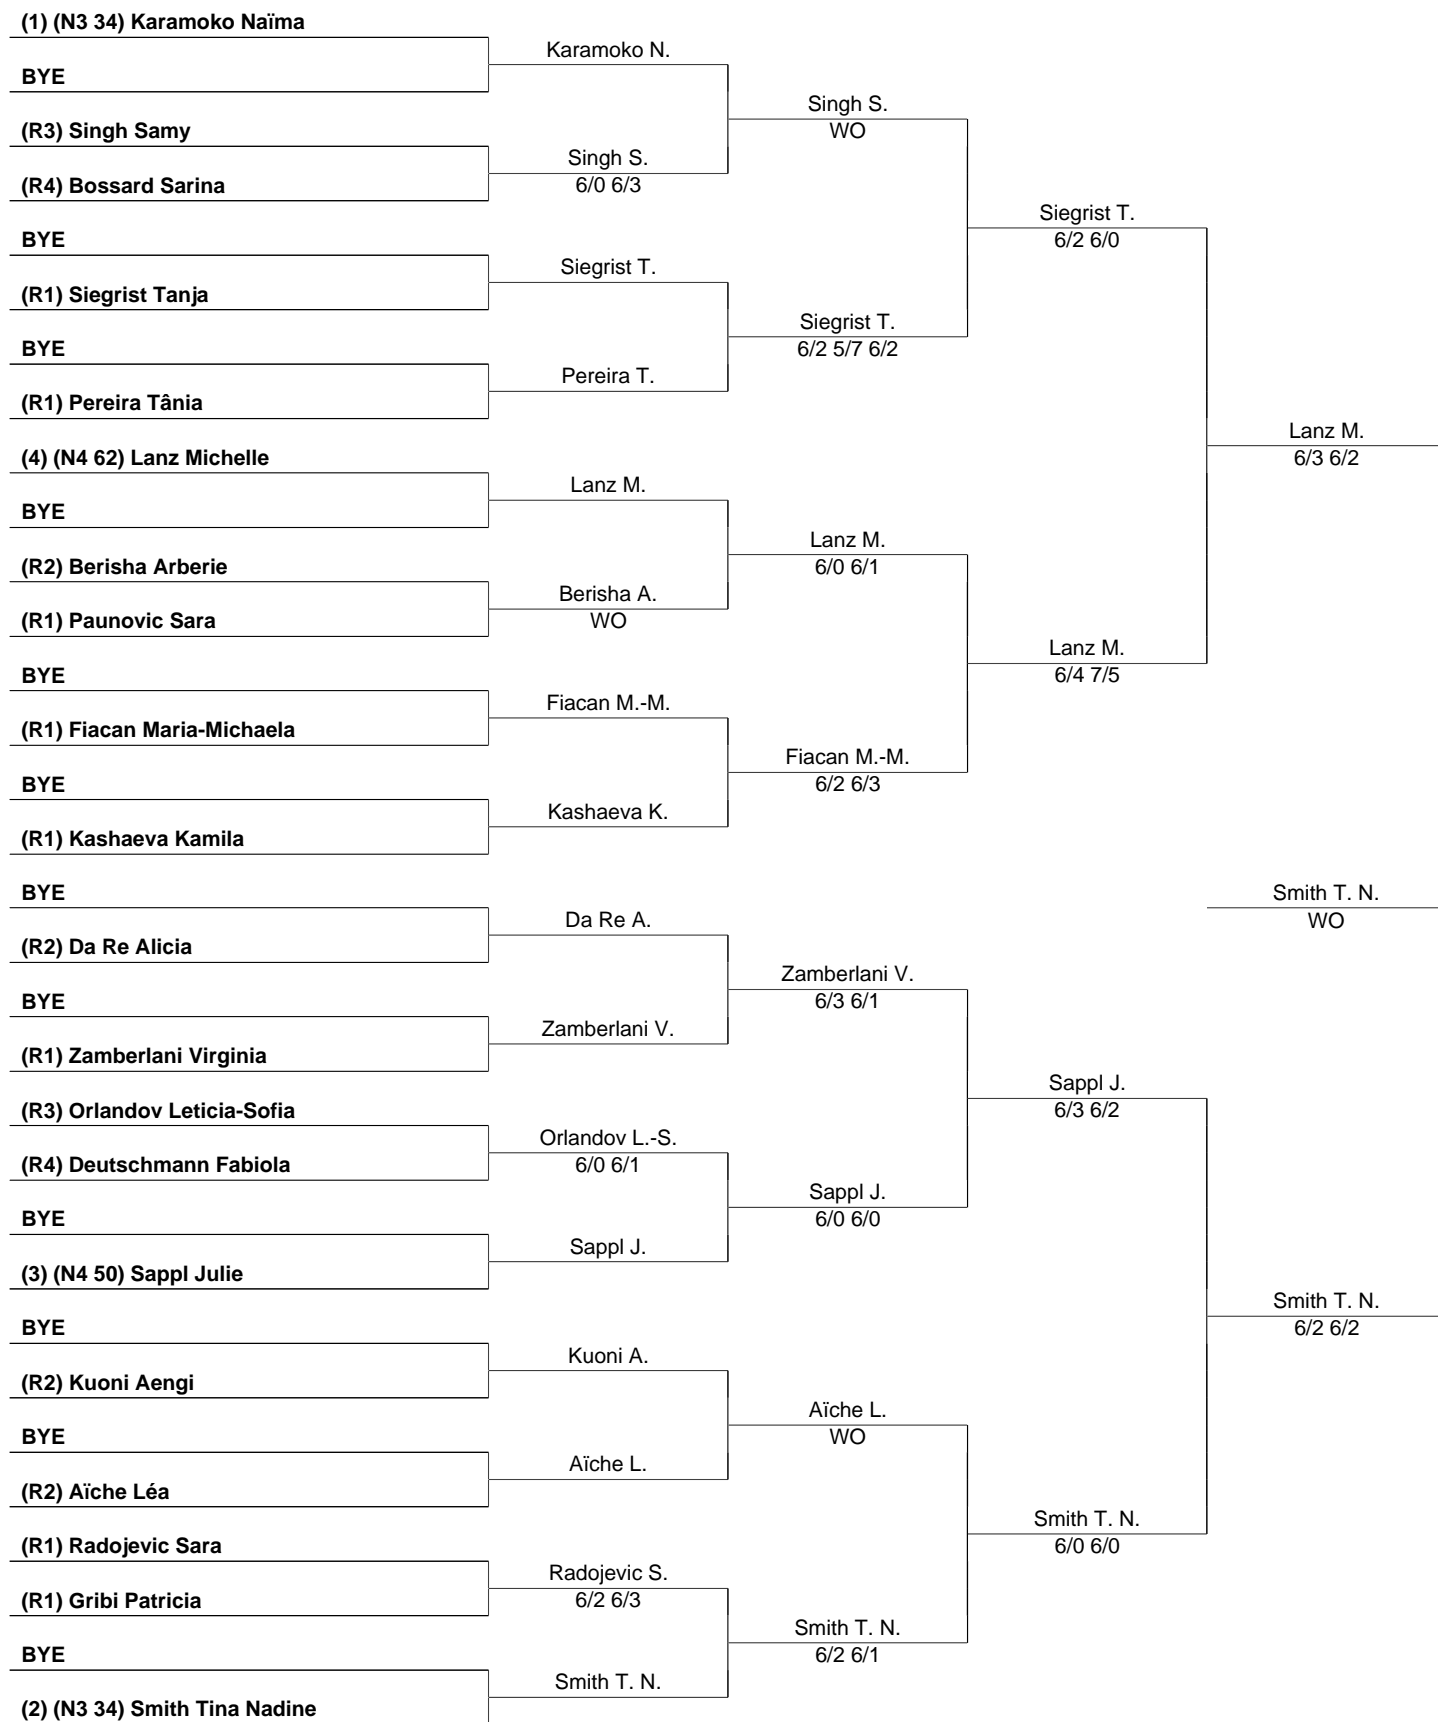 (1) (N3 34) Karamoko Naïma
Karamoko N.
BYE
Singh S.
WO
(R3) Singh Samy
Singh S.
6/0 6/3
(R4) Bossard Sarina
Siegrist T.
6/2 6/0
BYE
Siegrist T.
(R1) Siegrist Tanja
Siegrist T.
6/2 5/7 6/2
BYE
Pereira T.
(R1) Pereira Tânia
Lanz M.
6/3 6/2
(4) (N4 62) Lanz Michelle
Lanz M.
BYE
Lanz M.
6/0 6/1
(R2) Berisha Arberie
Berisha A.
WO
(R1) Paunovic Sara
Lanz M.
6/4 7/5
BYE
Fiacan M.-M.
(R1) Fiacan Maria-Michaela
Fiacan M.-M.
6/2 6/3
BYE
Kashaeva K.
(R1) Kashaeva Kamila
BYE
Smith T. N.
WO
Da Re A.
(R2) Da Re Alicia
Zamberlani V.
6/3 6/1
BYE
Zamberlani V.
(R1) Zamberlani Virginia
Sappl J.
6/3 6/2
(R3) Orlandov Leticia-Sofia
Orlandov L.-S.
6/0 6/1
(R4) Deutschmann Fabiola
Sappl J.
6/0 6/0
BYE
Sappl J.
(3) (N4 50) Sappl Julie
Smith T. N.
6/2 6/2
BYE
Kuoni A.
(R2) Kuoni Aengi
Aïche L.
WO
BYE
Aïche L.
(R2) Aïche Léa
Smith T. N.
6/0 6/0
(R1) Radojevic Sara
Radojevic S.
6/2 6/3
(R1) Gribi Patricia
Smith T. N.
6/2 6/1
BYE
Smith T. N.
(2) (N3 34) Smith Tina Nadine